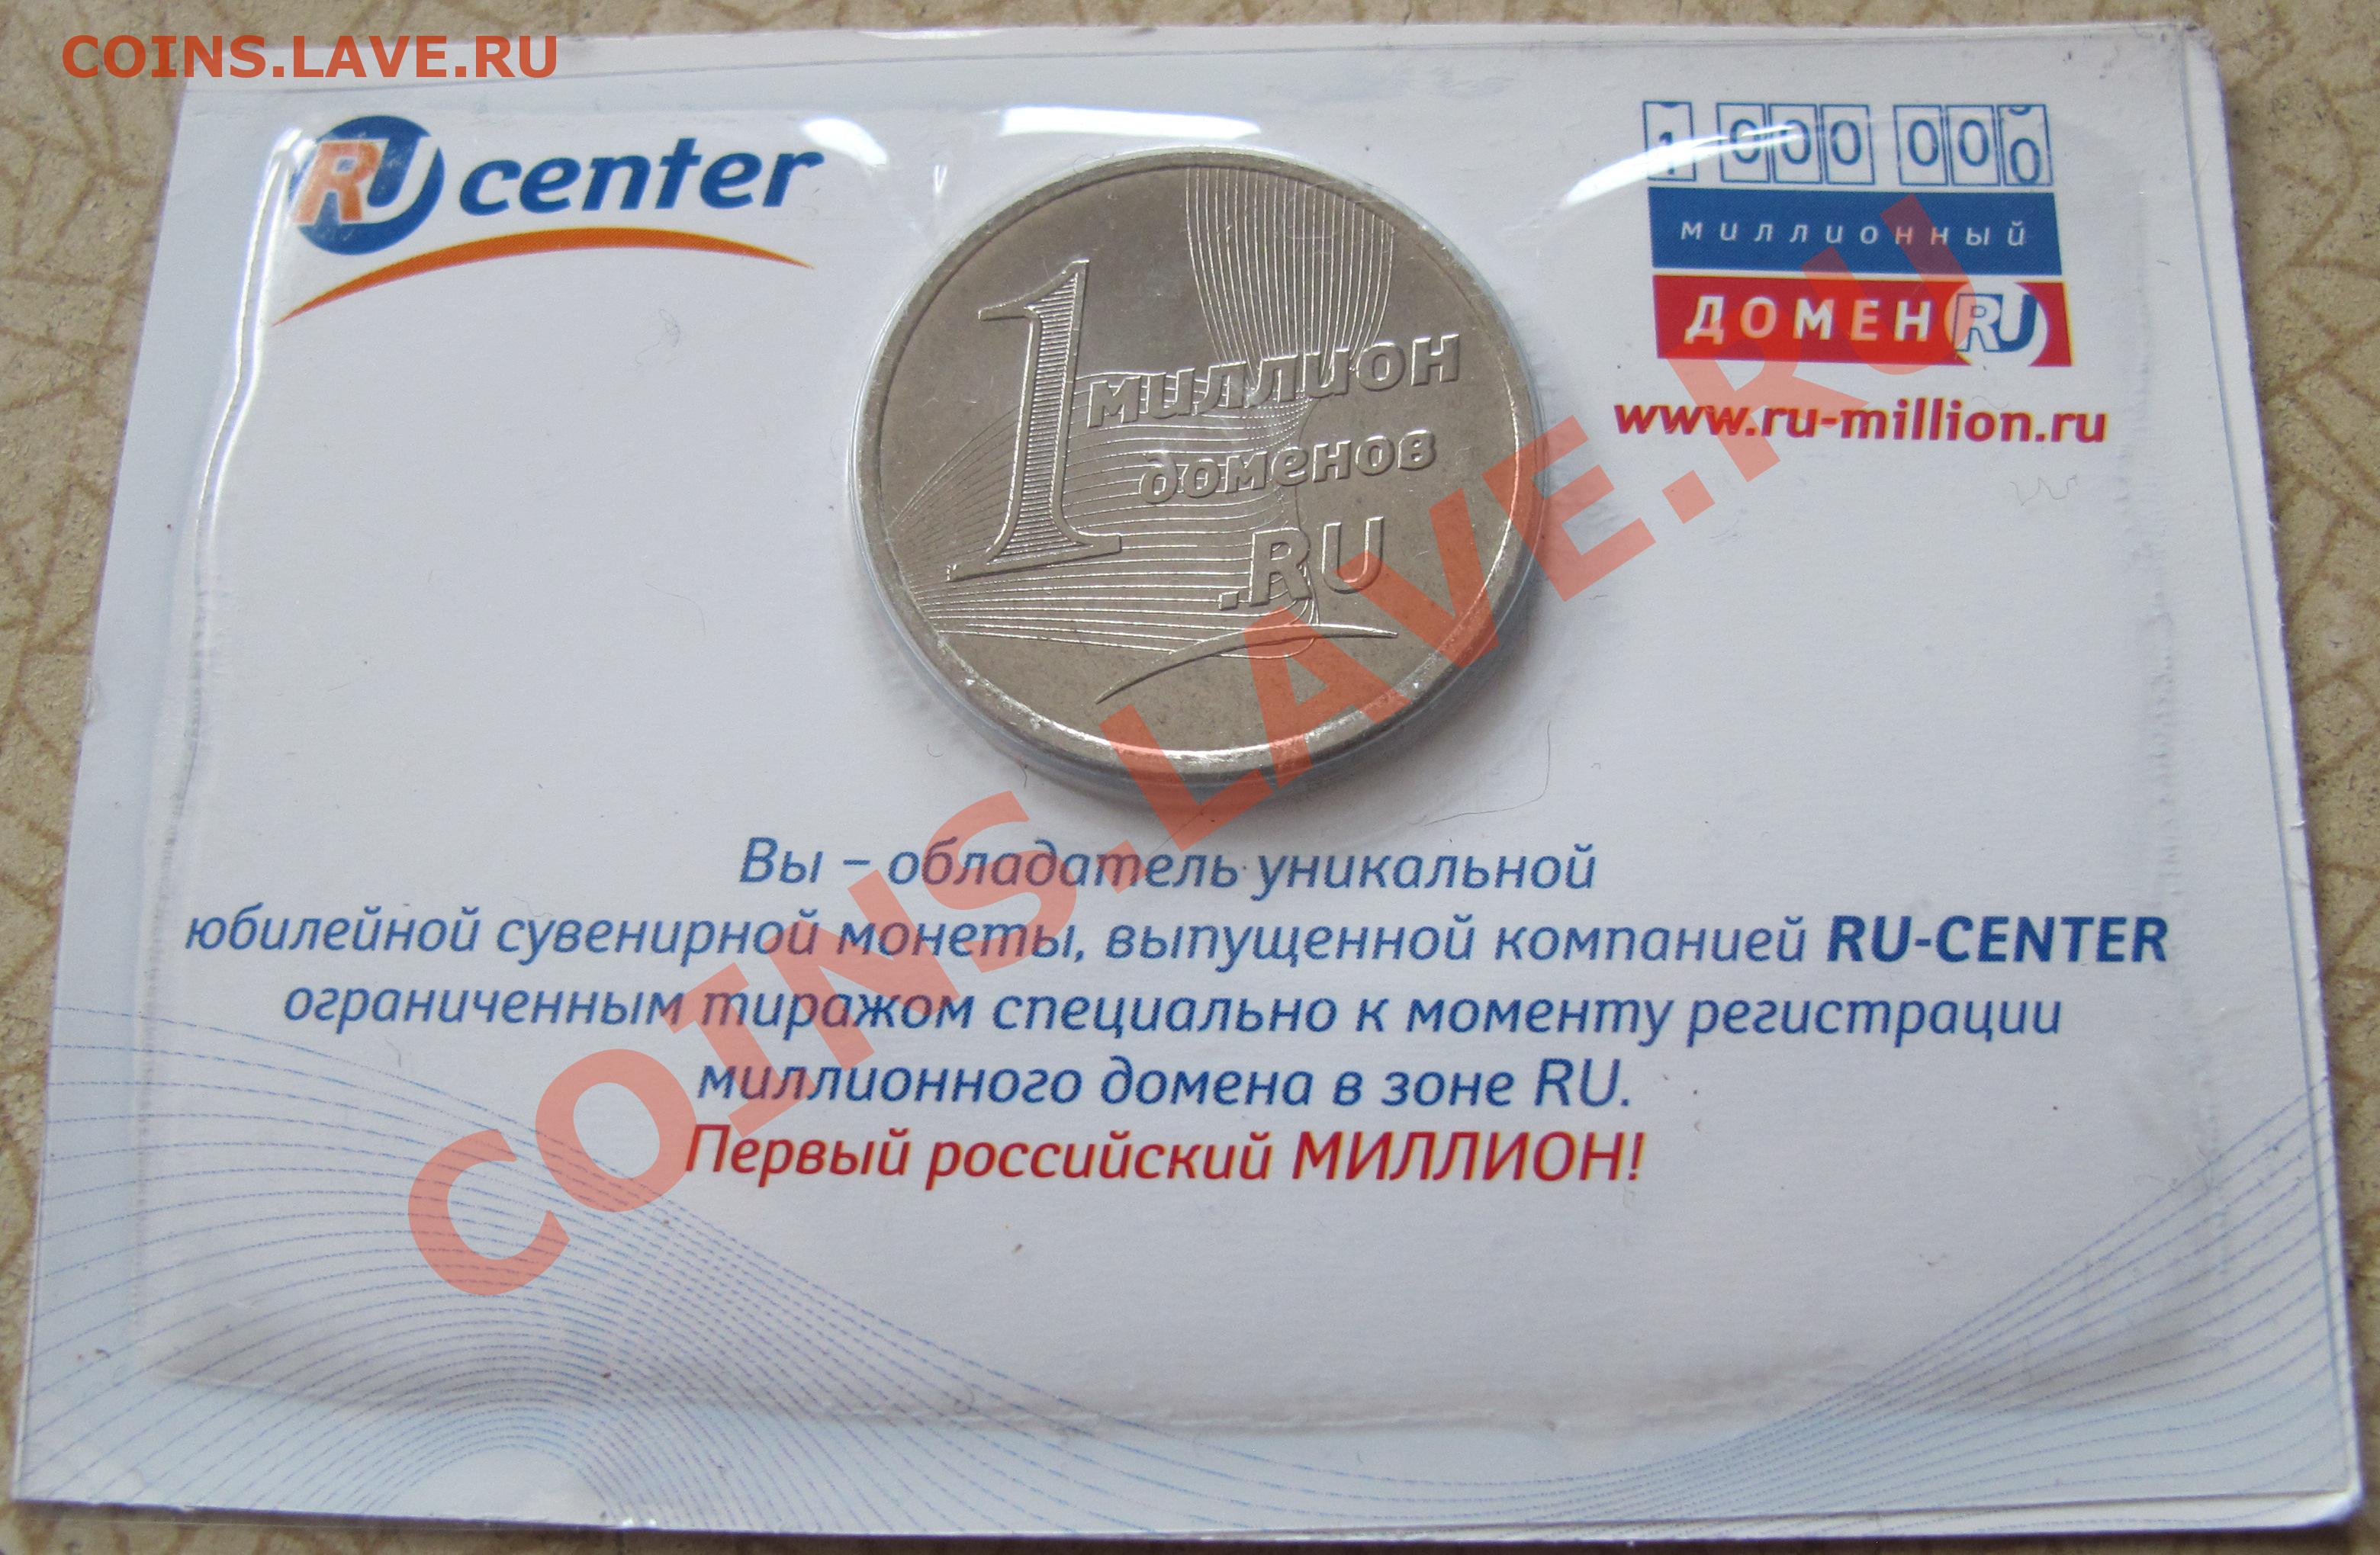 COINS.LAVE.RU
RU center
1 000 000
миллионный
ДОМЕН RU
www.ru-million.ru
1 миллион
доменов
.RU
Вы – обладатель уникальной
юбилейной сувенирной монеты, выпущенной компанией RU-CENTER
ограниченным тиражом специально к моменту регистрации
миллионного домена в зоне RU.
Первый российский МИЛЛИОН!
COINS.LAVE.RU